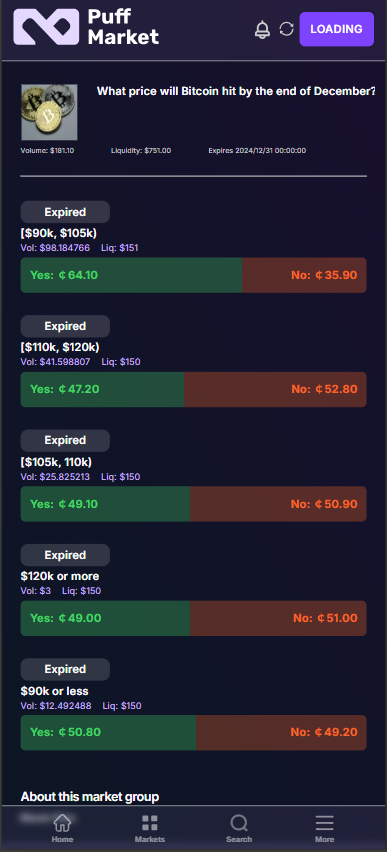 Puff
Market
LOADING
What price will Bitcoin hit by the end of December?
Volume: $181.10 Liquidity: $751.00 Expires 2024/12/31 00:00:00
Expired
[$90k, $105k)
Vol: $98.184766 Liq: $151
Yes: ¢64.10 No: ¢35.90
Expired
[$110k, $120k)
Vol: $41.598807 Liq: $150
Yes: ¢47.20 No: ¢52.80
Expired
[$105k, 110k)
Vol: $25.825213 Liq: $150
Yes: ¢49.10 No: ¢50.90
Expired
$120k or more
Vol: $3 Liq: $150
Yes: ¢49.00 No: ¢51.00
Expired
$90k or less
Vol: $12.492488 Liq: $150
Yes: ¢50.80 No: ¢49.20
About this market group
Home Markets Search More